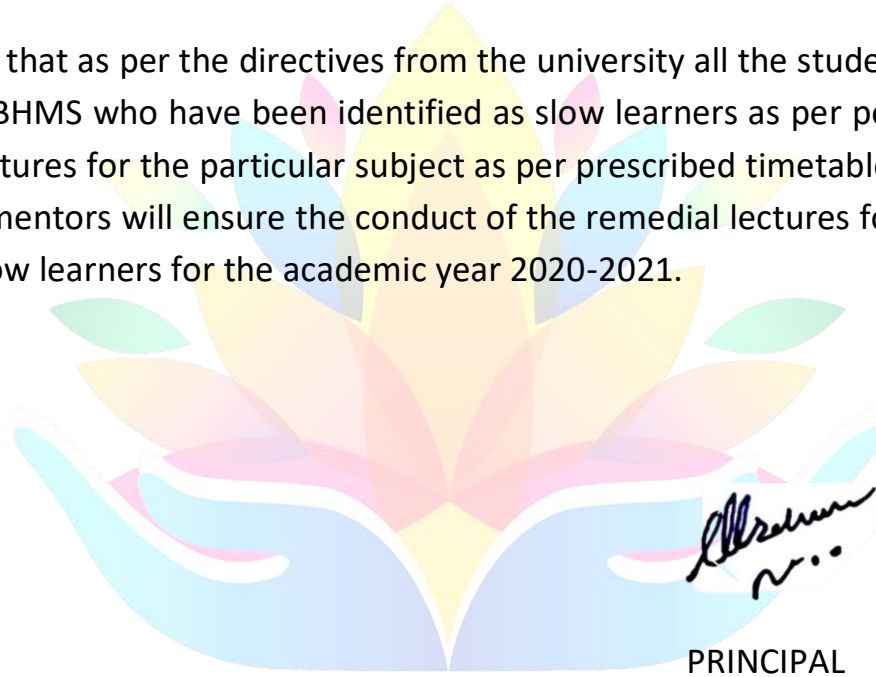 that as per the directives from the university all the stude
BHMS who have been identified as slow learners as per po
tures for the particular subject as per prescribed timetable
mentors will ensure the conduct of the remedial lectures fo
ow learners for the academic year 2020-2021.
PRINCIPAL